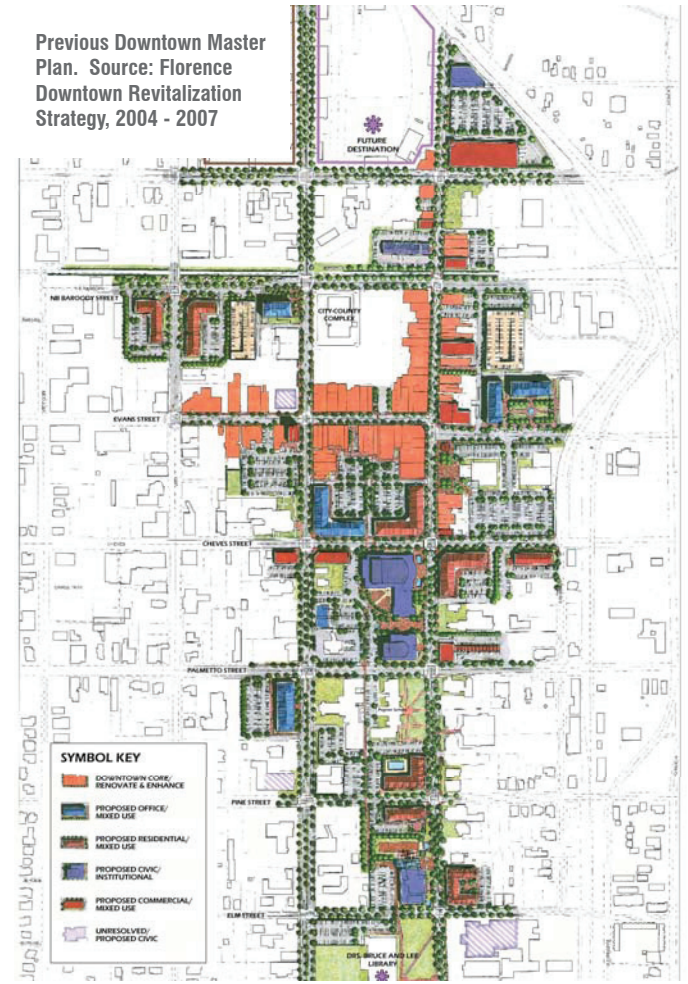 Previous Downtown Master
Plan. Source: Florence
Downtown Revitalization
Strategy, 2004 - 2007
FUTURE
DESTINATION
NB BAROODY STREET
CITY-COUNTY
COMPLEX
EVANS STREET
CHEVES STREET
PALMETTO STREET
SYMBOL KEY
DOWNTOWN CORE/
RENOVATE & ENHANCE
PROPOSED OFFICE/
MIXED USE
PROPOSED RESIDENTIAL/
MIXED USE
PROPOSED CIVIC/
INSTITUTIONAL
PROPOSED COMMERCIAL/
MIXED USE
UNRESOLVED/
PROPOSED CIVIC
PINE STREET
ELM STREET
DRS. BRUCE AND LEE
LIBRARY